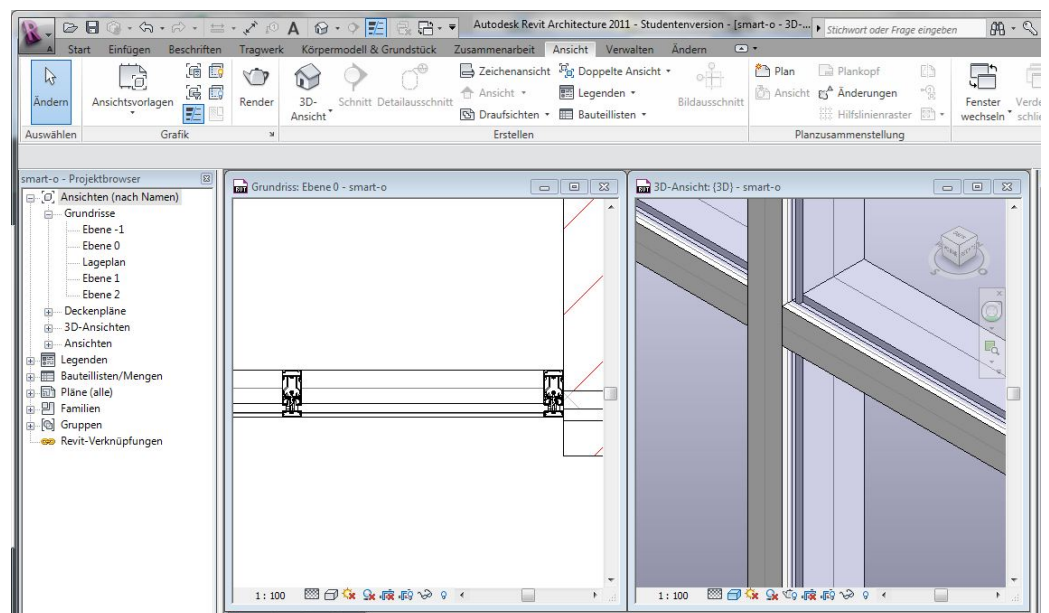 Autodesk Revit Architecture 2011 - Studentenversion - [smart-o - 3D-...
Stichwort oder Frage eingeben
Start Einfügen Beschriften Tragwerk Körpermodell & Grundstück Zusammenarbeit Ansicht Verwalten Ändern
Zeichenansicht Doppelte Ansicht Plan Plankopf
Ändern Ansichtsvorlagen Render 3D-Ansicht Schnitt Detailausschnitt Ansicht Legenden Bildausschnitt Ansicht Änderungen Fenster wechseln
Draufsichten Bauteillisten Hilfslinienraster
Auswählen Grafik Erstellen Planzusammenstellung
smart-o - Projektbrowser
Ansichten (nach Namen)
Grundrisse
Ebene -1
Ebene 0
Lageplan
Ebene 1
Ebene 2
Deckenpläne
3D-Ansichten
Ansichten
Legenden
Bauteillisten/Mengen
Pläne (alle)
Familien
Gruppen
Revit-Verknüpfungen
Grundriss: Ebene 0 - smart-o
1 : 100
3D-Ansicht: {3D} - smart-o
1 : 100